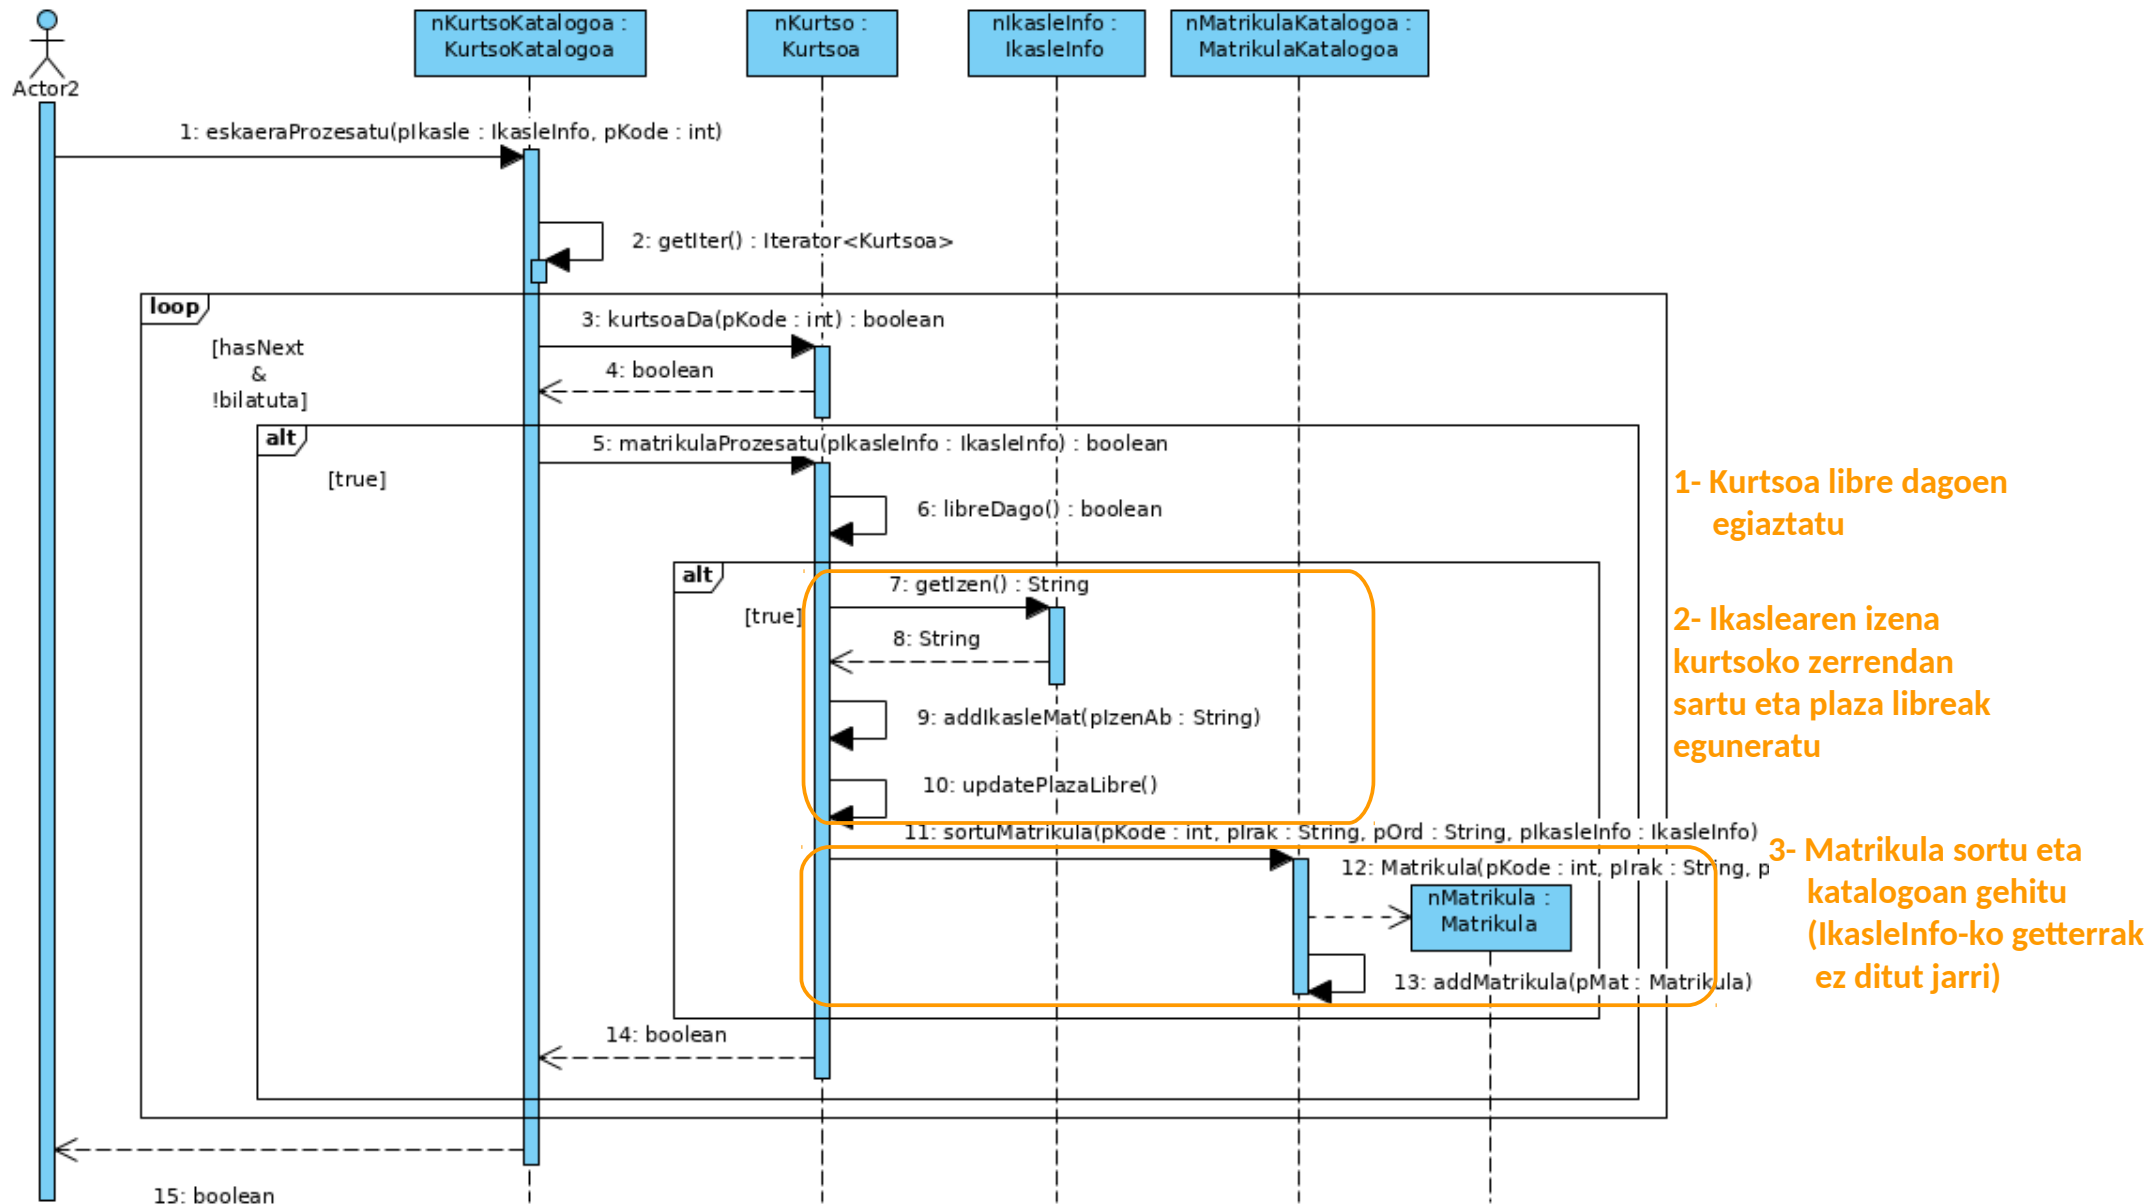 nKurtsoKatalogoa :
KurtsoKatalogoa
nKurtso :
Kurtsoa
nIkasleInfo :
IkasleInfo
nMatrikulaKatalogoa :
MatrikulaKatalogoa
Actor2
1: eskaeraProzesatu(pIkasle : IkasleInfo, pKode : int)
2: getIter() : Iterator<Kurtsoa>
loop
[hasNext
&
!bilatuta]
3: kurtsoaDa(pKode : int) : boolean
4: boolean
alt
[true]
5: matrikulaProzesatu(pIkasleInfo : IkasleInfo) : boolean
6: libreDago() : boolean
1- Kurtsoa libre dagoen
egiaztatu
alt
[true]
7: getIzen() : String
8: String
9: addIkasleMat(pIzenAb : String)
10: updatePlazaLibre()
2- Ikaslearen izena
kurtsoko zerrendan
sartu eta plaza libreak
eguneratu
11: sortuMatrikula(pKode : int, pIrak : String, pOrd : String, pIkasleInfo : IkasleInfo)
12: Matrikula(pKode : int, pIrak : String, p
nMatrikula :
Matrikula
13: addMatrikula(pMat : Matrikula)
3- Matrikula sortu eta
katalogoan gehitu
(IkasleInfo-ko getterrak
ez ditut jarri)
14: boolean
15: boolean